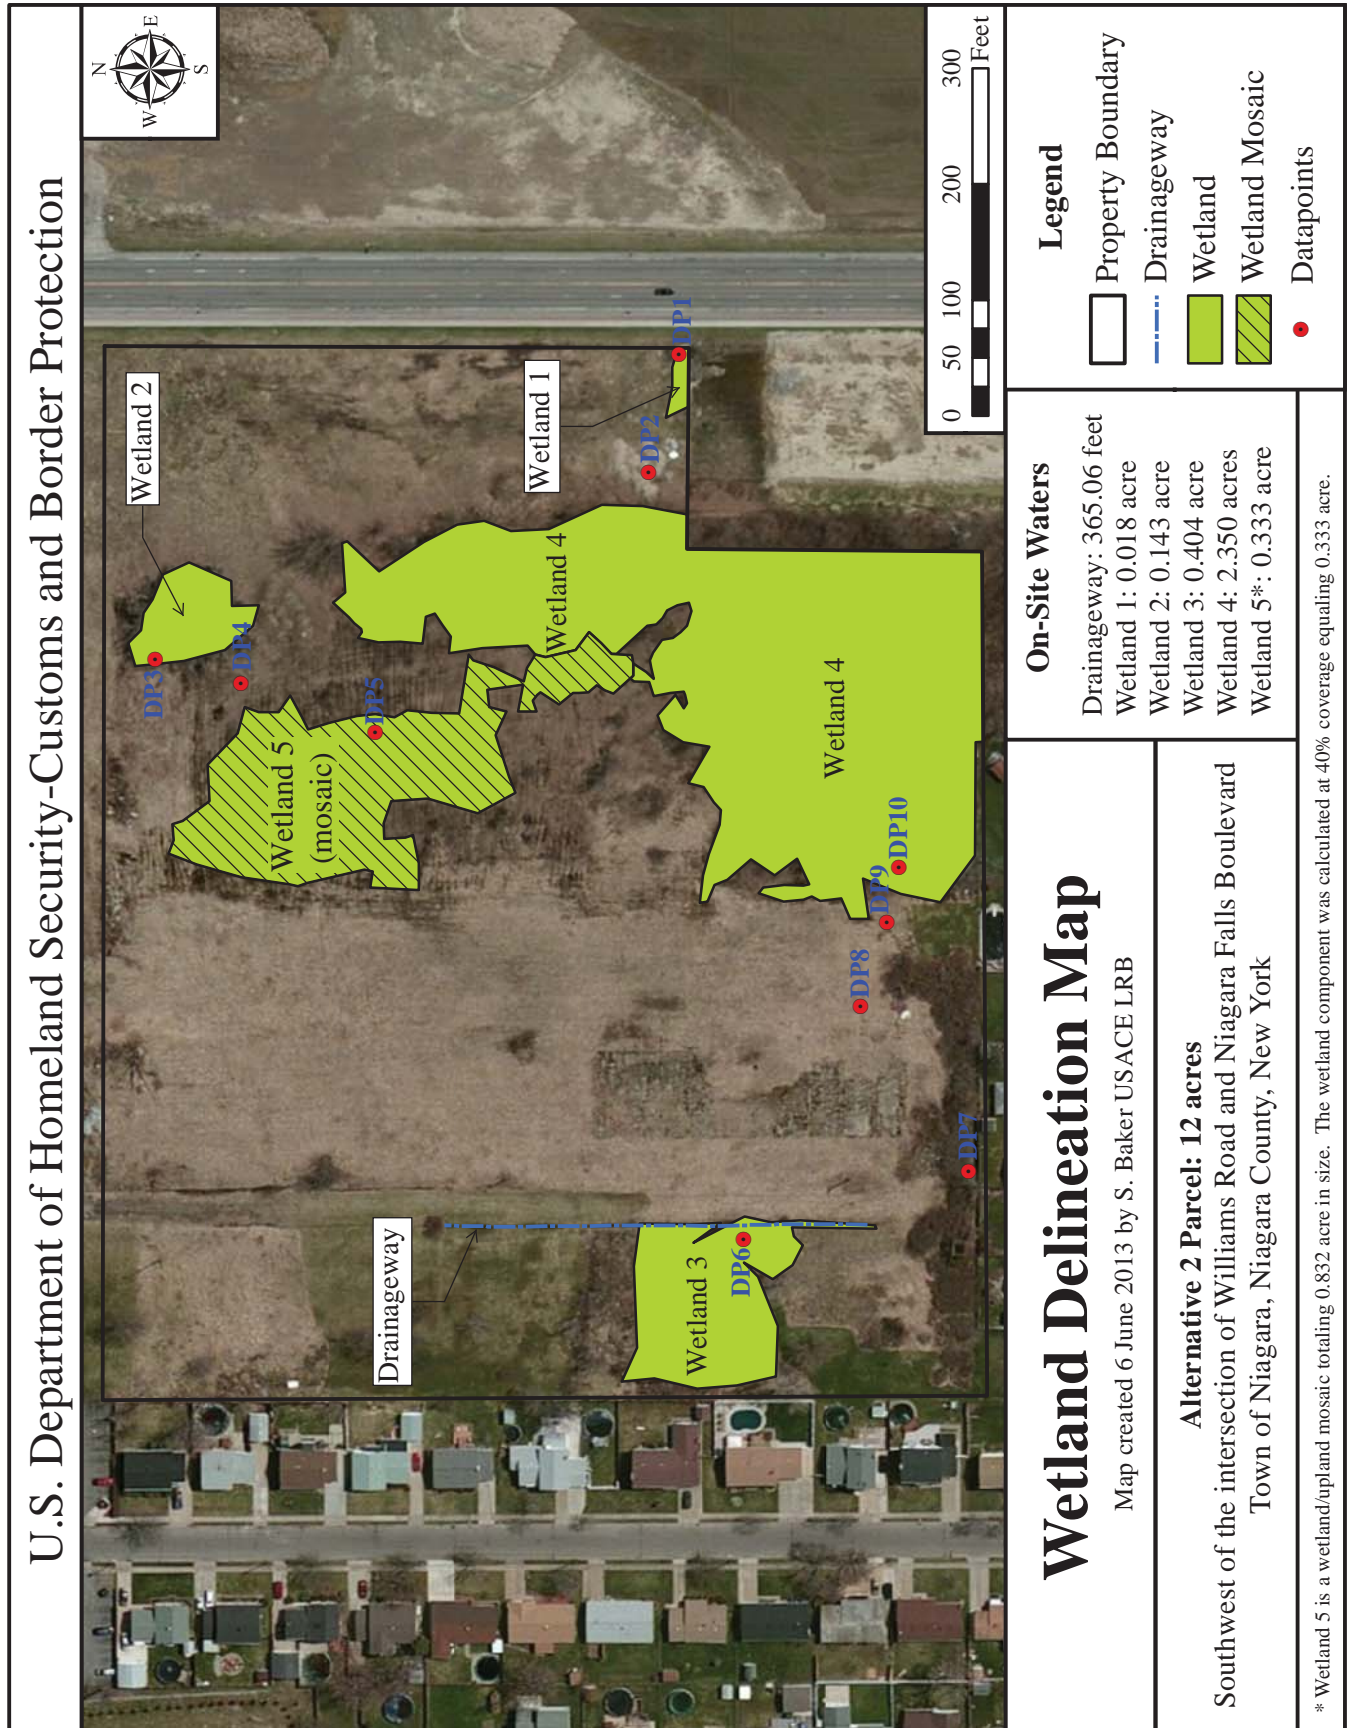 U.S. Department of Homeland Security-Customs and Border Protection
N
E
S
W
Wetland 2
DP3
DP4
Wetland 5
(mosaic)
DP5
Wetland 4
Wetland 1
DP1
DP2
Wetland 4
DP10
DP9
DP8
DP7
Drainageway
Wetland 3
DP6
0 50 100 200 300
Feet
Wetland Delineation Map
Map created 6 June 2013 by S. Baker USACE LRB
Alternative 2 Parcel: 12 acres
Southwest of the intersection of Williams Road and Niagara Falls Boulevard
Town of Niagara, Niagara County, New York
On-Site Waters
Drainageway: 365.06 feet
Wetland 1: 0.018 acre
Wetland 2: 0.143 acre
Wetland 3: 0.404 acre
Wetland 4: 2.350 acres
Wetland 5*: 0.333 acre
Legend
Property Boundary
Drainageway
Wetland
Wetland Mosaic
Datapoints
* Wetland 5 is a wetland/upland mosaic totaling 0.832 acre in size. The wetland component was calculated at 40% coverage equaling 0.333 acre.